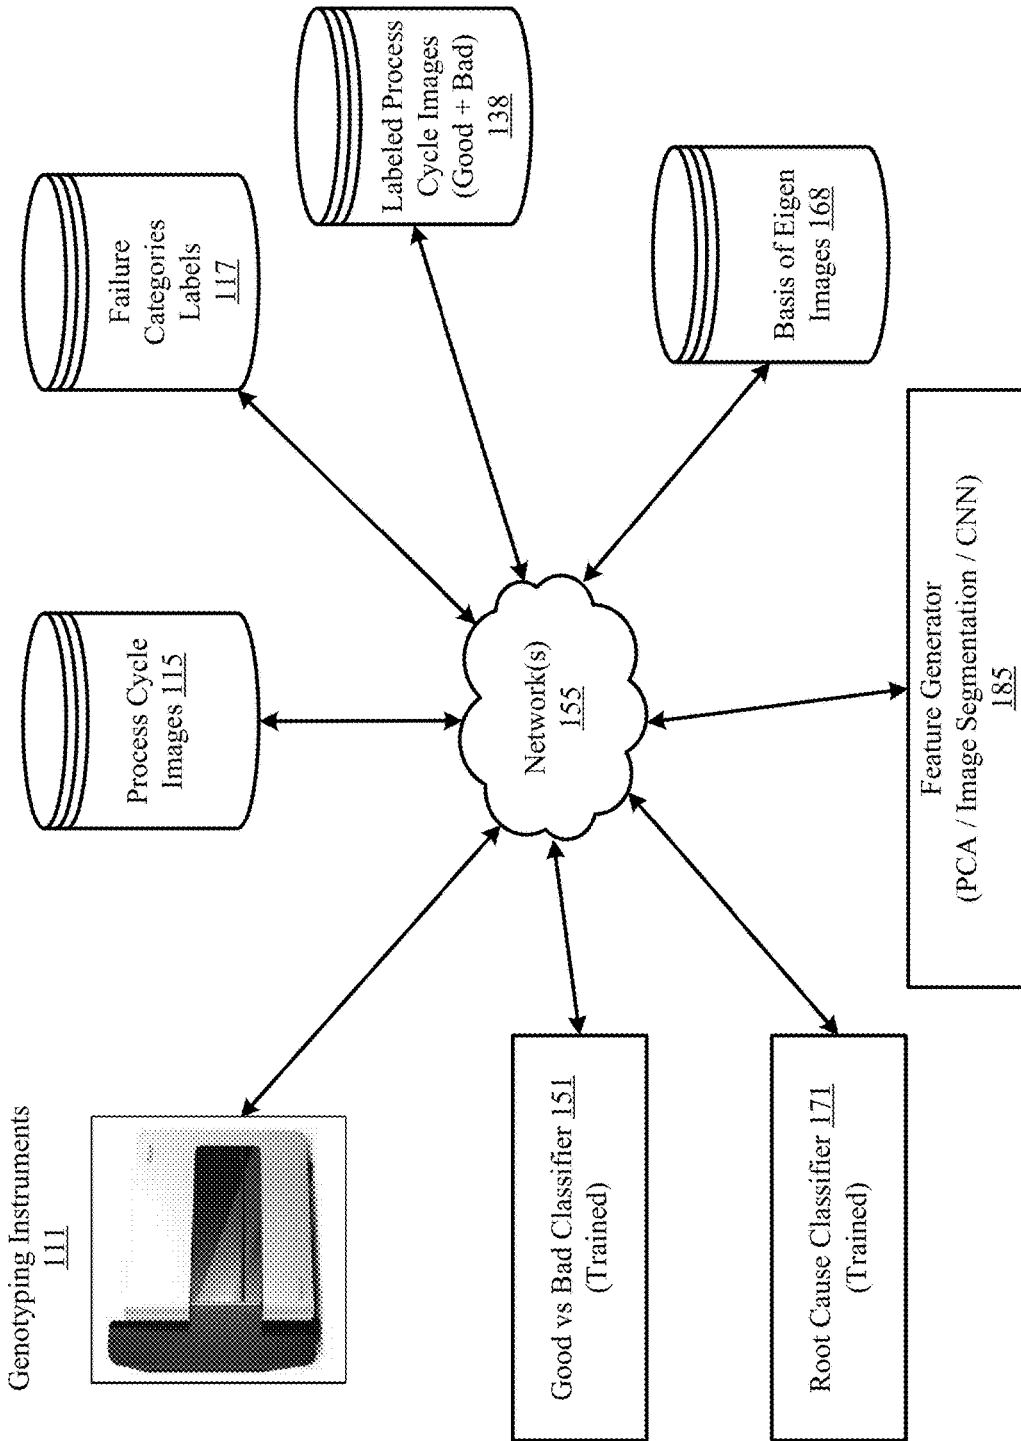 Genotyping Instruments
111
Process Cycle
Images 115
Failure
Categories
Labels
117
Labeled Process
Cycle Images
(Good + Bad)
138
Good vs Bad Classifier 151
(Trained)
Network(s)
155
Basis of Eigen
Images 168
Root Cause Classifier 171
(Trained)
Feature Generator
(PCA / Image Segmentation / CNN)
185